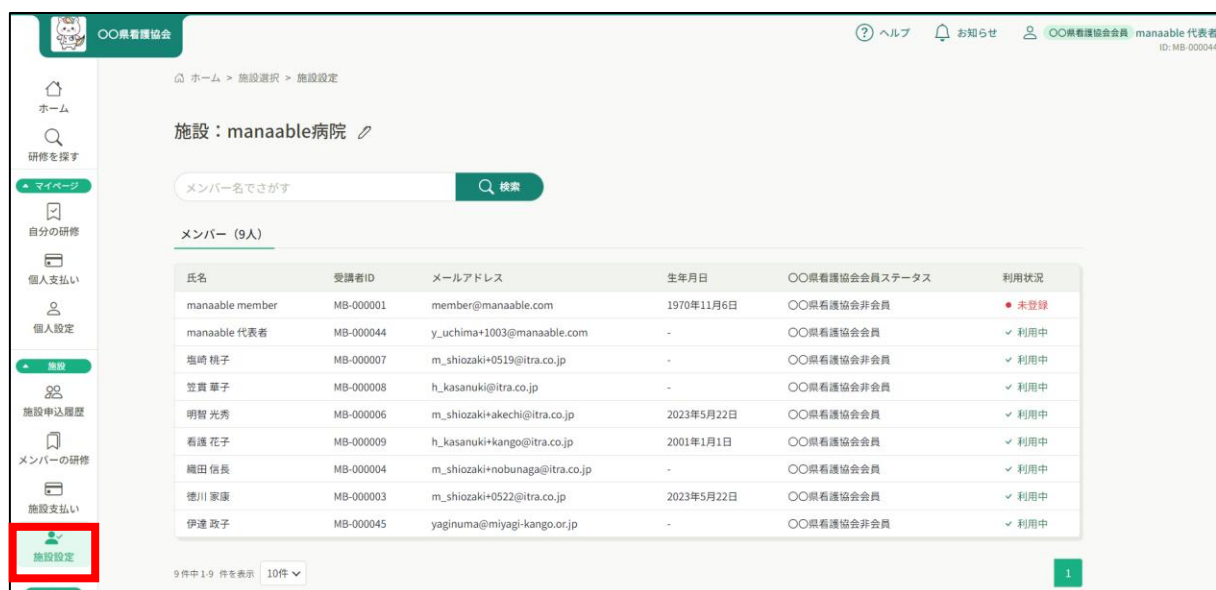 〇〇県看護協会
ヘルプ
お知らせ
〇〇県看護協会会員 manaable 代表者
ID: MB-000044
ホーム > 施設選択 > 施設設定
ホーム
研修を探す
マイページ
自分の研修
個人支払い
個人設定
施設
施設申込履歴
メンバーの研修
施設支払い
施設設定
施設：manaable病院
メンバー名でさがす
検索
メンバー（9人）
氏名 受講者ID メールアドレス 生年月日 〇〇県看護協会会員ステータス 利用状況
manaable member MB-000001 member@manaable.com 1970年11月6日 〇〇県看護協会非会員 未登録
manaable 代表者 MB-000044 y_uchima+1003@manaable.com - 〇〇県看護協会会員 利用中
塩崎 桃子 MB-000007 m_shiozaki+0519@itra.co.jp - 〇〇県看護協会非会員 利用中
笠貫 華子 MB-000008 h_kasanuki@itra.co.jp - 〇〇県看護協会非会員 利用中
明智 光秀 MB-000006 m_shiozaki+akechi@itra.co.jp 2023年5月22日 〇〇県看護協会会員 利用中
看護 花子 MB-000009 h_kasanuki+kango@itra.co.jp 2001年1月1日 〇〇県看護協会会員 利用中
織田 信長 MB-000004 m_shiozaki+nobunaga@itra.co.jp - 〇〇県看護協会会員 利用中
徳川 家康 MB-000003 m_shiozaki+0522@itra.co.jp 2023年5月22日 〇〇県看護協会会員 利用中
伊達 政子 MB-000045 yaginuma@miyagi-kango.or.jp - 〇〇県看護協会非会員 利用中
9件中 1-9 件を表示 10件
1